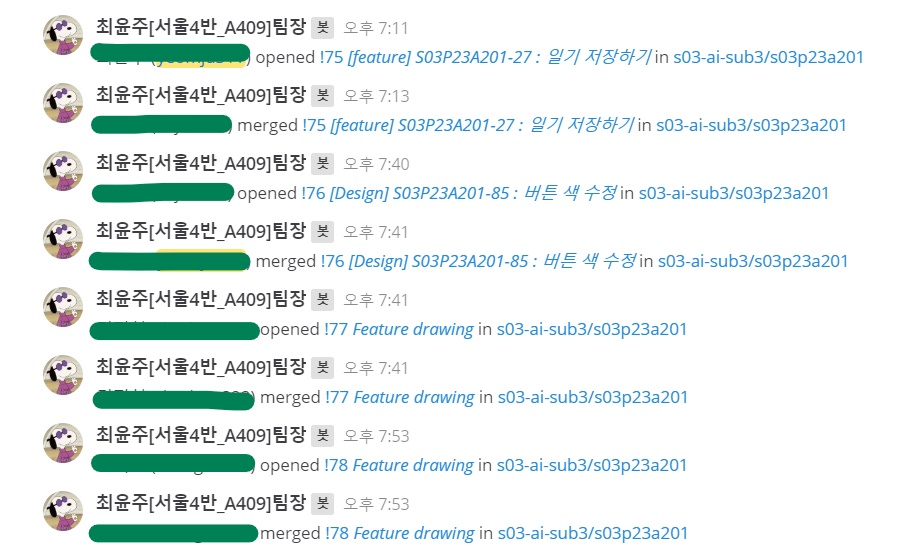 최윤주[서울4반_A409]팀장 봇 오후 7:11
opened !75 [feature] S03P23A201-27 : 일기 저장하기 in s03-ai-sub3/s03p23a201
최윤주[서울4반_A409]팀장 봇 오후 7:13
) merged !75 [feature] S03P23A201-27 : 일기 저장하기 in s03-ai-sub3/s03p23a201
최윤주[서울4반_A409]팀장 봇 오후 7:40
opened !76 [Design] S03P23A201-85 : 버튼 색 수정 in s03-ai-sub3/s03p23a201
최윤주[서울4반_A409]팀장 봇 오후 7:41
merged !76 [Design] S03P23A201-85 : 버튼 색 수정 in s03-ai-sub3/s03p23a201
최윤주[서울4반_A409]팀장 봇 오후 7:41
opened !77 Feature drawing in s03-ai-sub3/s03p23a201
최윤주[서울4반_A409]팀장 봇 오후 7:41
merged !77 Feature drawing in s03-ai-sub3/s03p23a201
최윤주[서울4반_A409]팀장 봇 오후 7:53
opened !78 Feature drawing in s03-ai-sub3/s03p23a201
최윤주[서울4반_A409]팀장 봇 오후 7:53
merged !78 Feature drawing in s03-ai-sub3/s03p23a201